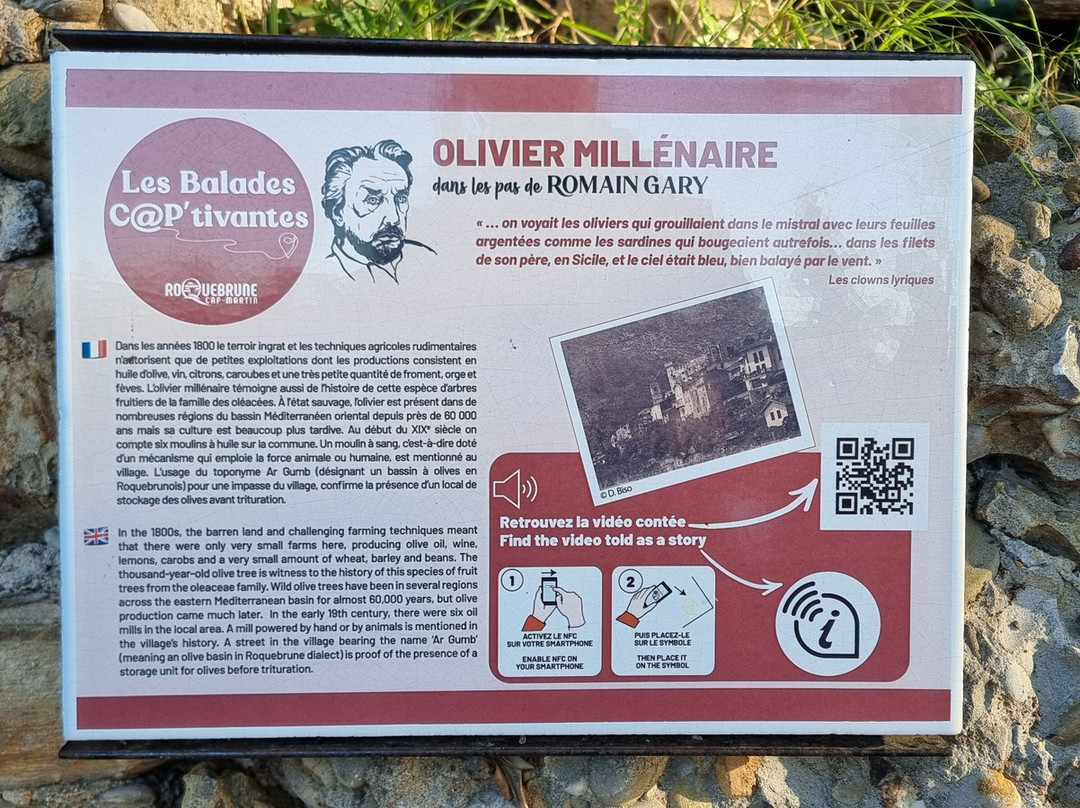 Les Balades
C@P'tivantes
ROQUEBRUNE
CAP-MARTIN
OLIVIER MILLÉNAIRE
dans les pas de ROMAIN GARY
« ... on voyait les oliviers qui grouillaient dans le mistral avec leurs feuilles
argentées comme les sardines qui bougeaient autrefois... dans les filets
de son père, en Sicile, et le ciel était bleu, bien balayé par le vent. »
Les clowns lyriques
Dans les années 1800 le terroir ingrat et les techniques agricoles rudimentaires
n'autorisent que de petites exploitations dont les productions consistent en
huile d'olive, vin, citrons, caroubes et une très petite quantité de froment, orge et
fèves. L'olivier millénaire témoigne aussi de l'histoire de cette espèce d'arbres
fruitiers de la famille des oléacées. À l'état sauvage, l'olivier est présent dans de
nombreuses régions du bassin Méditerranéen oriental depuis près de 60 000
ans mais sa culture est beaucoup plus tardive. Au début du XIXe siècle on
compte six moulins à huile sur la commune. Un moulin à sang, c'est-à-dire doté
d'un mécanisme qui emploie la force animale ou humaine, est mentionné au
village. L'usage du toponyme Ar Gumb (désignant un bassin à olives en
Roquebrunois) pour une impasse du village, confirme la présence d'un local de
stockage des olives avant trituration.
In the 1800s, the barren land and challenging farming techniques meant
that there were only very small farms here, producing olive oil, wine,
lemons, carobs and a very small amount of wheat, barley and beans. The
thousand-year-old olive tree is witness to the history of this species of fruit
trees from the oleaceae family. Wild olive trees have been in several regions
across the eastern Mediterranean basin for almost 60,000 years, but olive
production came much later. In the early 19th century, there were six oil
mills in the local area. A mill powered by hand or by animals is mentioned in
the village's history. A street in the village bearing the name 'Ar Gumb'
(meaning an olive basin in Roquebrune dialect) is proof of the presence of a
storage unit for olives before trituration.
© D. Biso
Retrouvez la vidéo contée
Find the video told as a story
1
ACTIVEZ LE NFC
SUR VOTRE SMARTPHONE
ENABLE NFC ON
YOUR SMARTPHONE
2
PUIS PLACEZ-LE
SUR LE SYMBOLE
THEN PLACE IT
ON THE SYMBOL
i